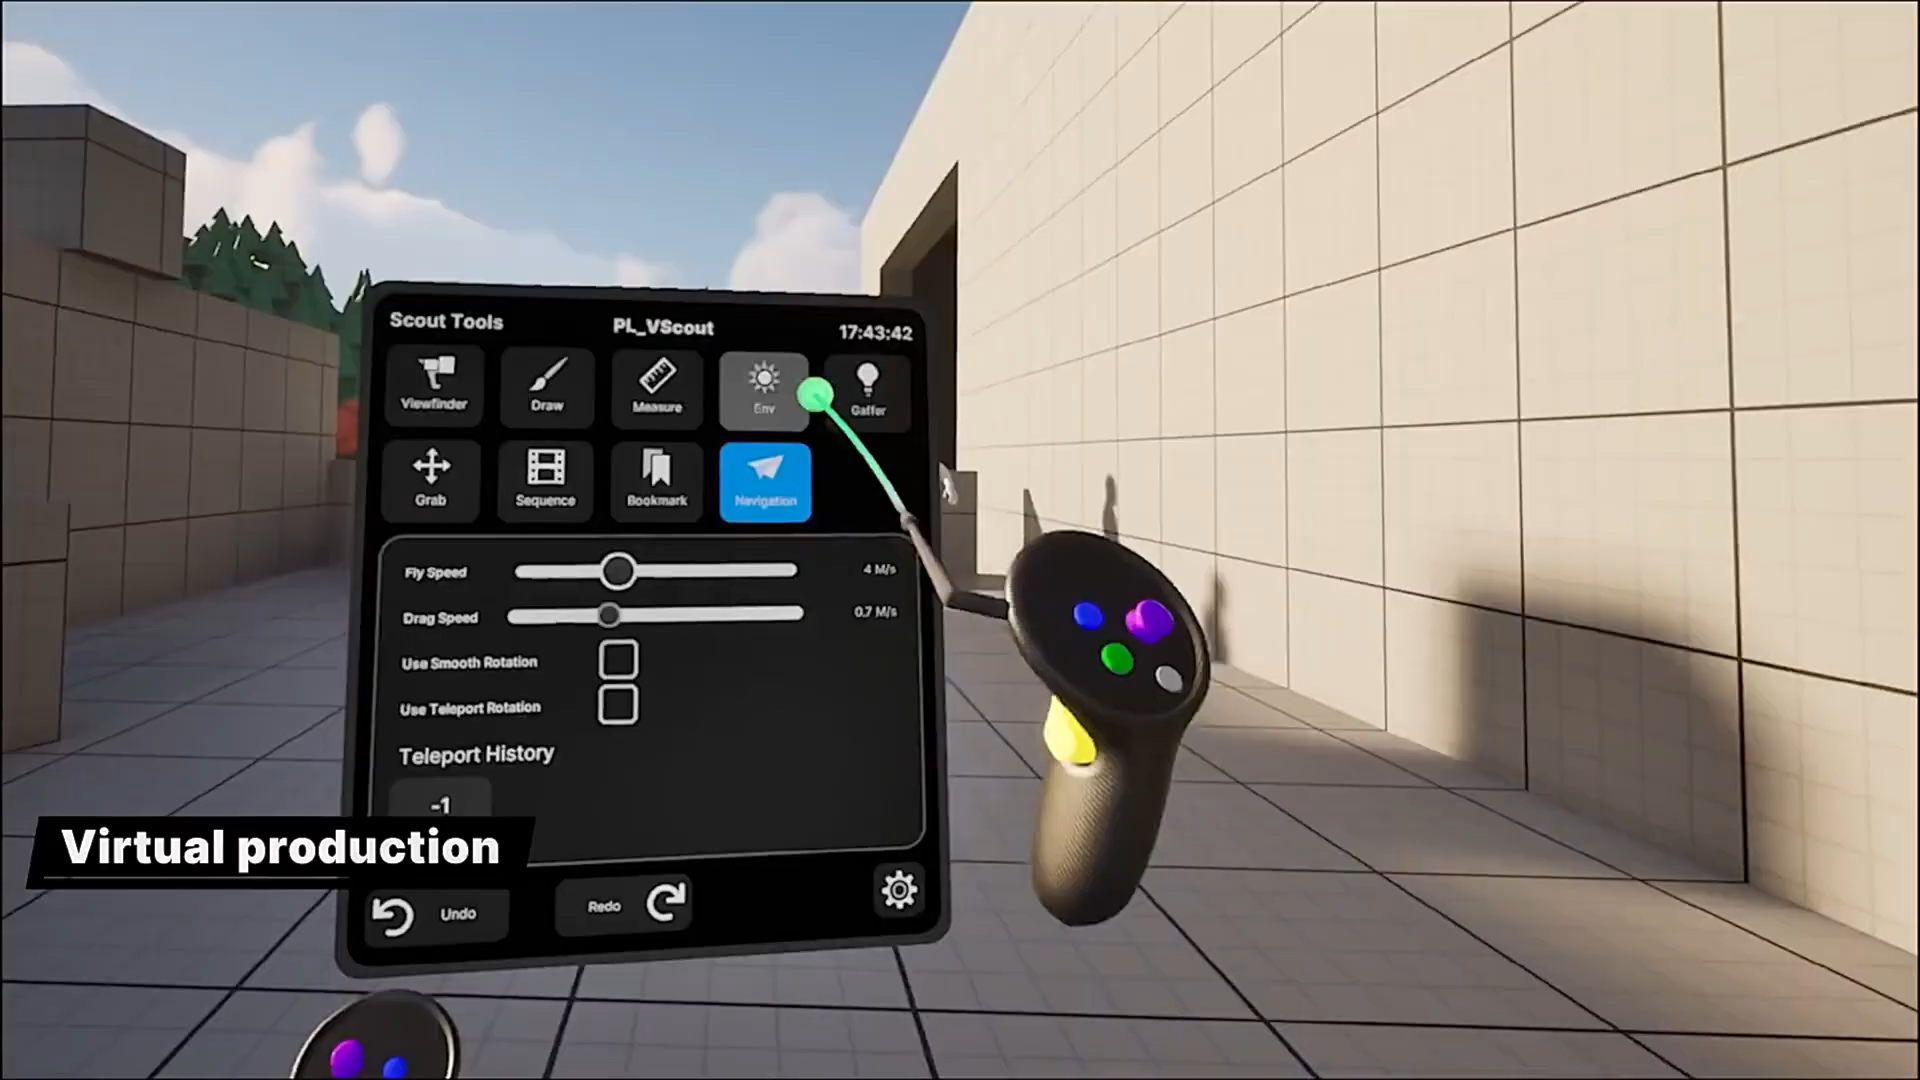 Scout Tools
PL_VScout
17:43:42
Viewfinder
Draw
Measure
Env
Gaffer
Grab
Sequence
Bookmark
Navigation
Fly Speed
4 M/s
Drag Speed
0.7 M/s
Use Smooth Rotation
Use Teleport Rotation
Teleport History
-1
Virtual production
Undo
Redo